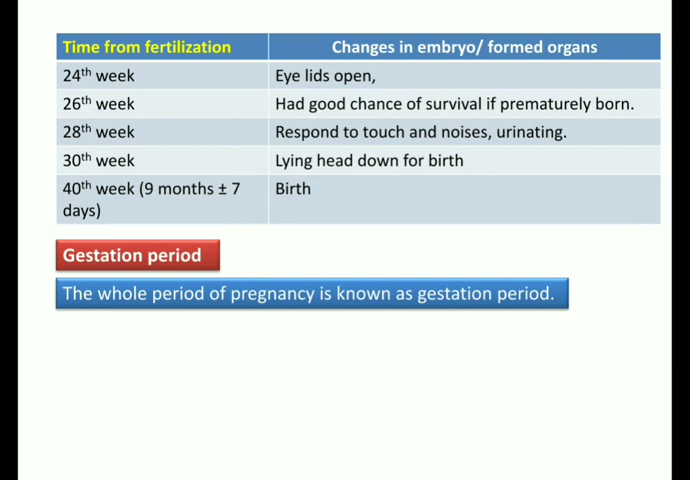 Time from fertilization Changes in embryo/ formed organs
24th week Eye lids open,
26th week Had good chance of survival if prematurely born.
28th week Respond to touch and noises, urinating.
30th week Lying head down for birth
40th week (9 months ± 7 Birth
days)
Gestation period
The whole period of pregnancy is known as gestation period.